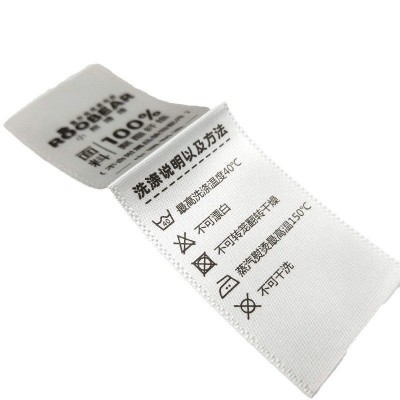 ROOBEAR
面料
100%
洗涤说明以及方法
40
最高洗涤温度40℃
不可漂白
不可转笼翻转干燥
蒸汽熨烫最高温150℃
不可干洗